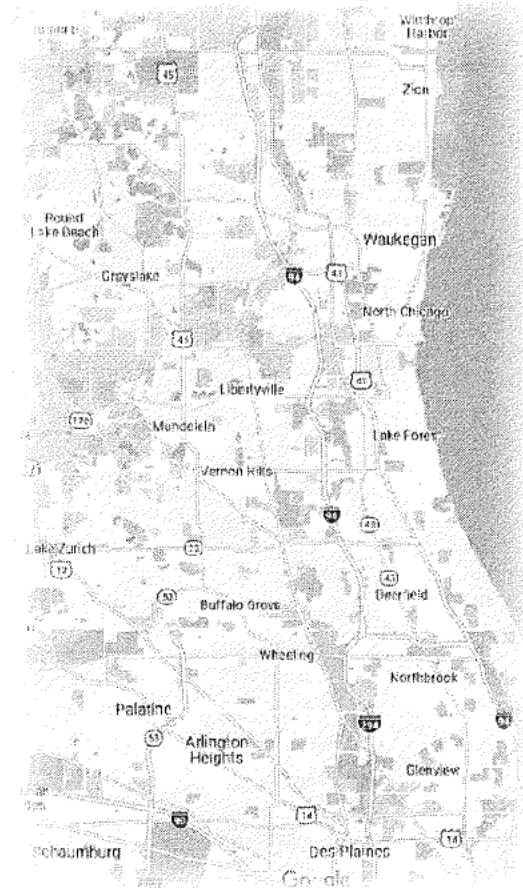 Winthrop
Harbor
45
Zion
Round
Lake Beach
Waukegan
Grayslake
94
41
North Chicago
45
Libertyville
41
176
Mundelein
Lake Forest
Vernon Hills
94
43
Lake Zurich
22
12
53
43
Buffalo Grove
Deerfield
Wheeling
Northbrook
Palatine
294
94
53
Arlington
Heights
Glenview
90
14
14
Schaumburg
Des Plaines
Google